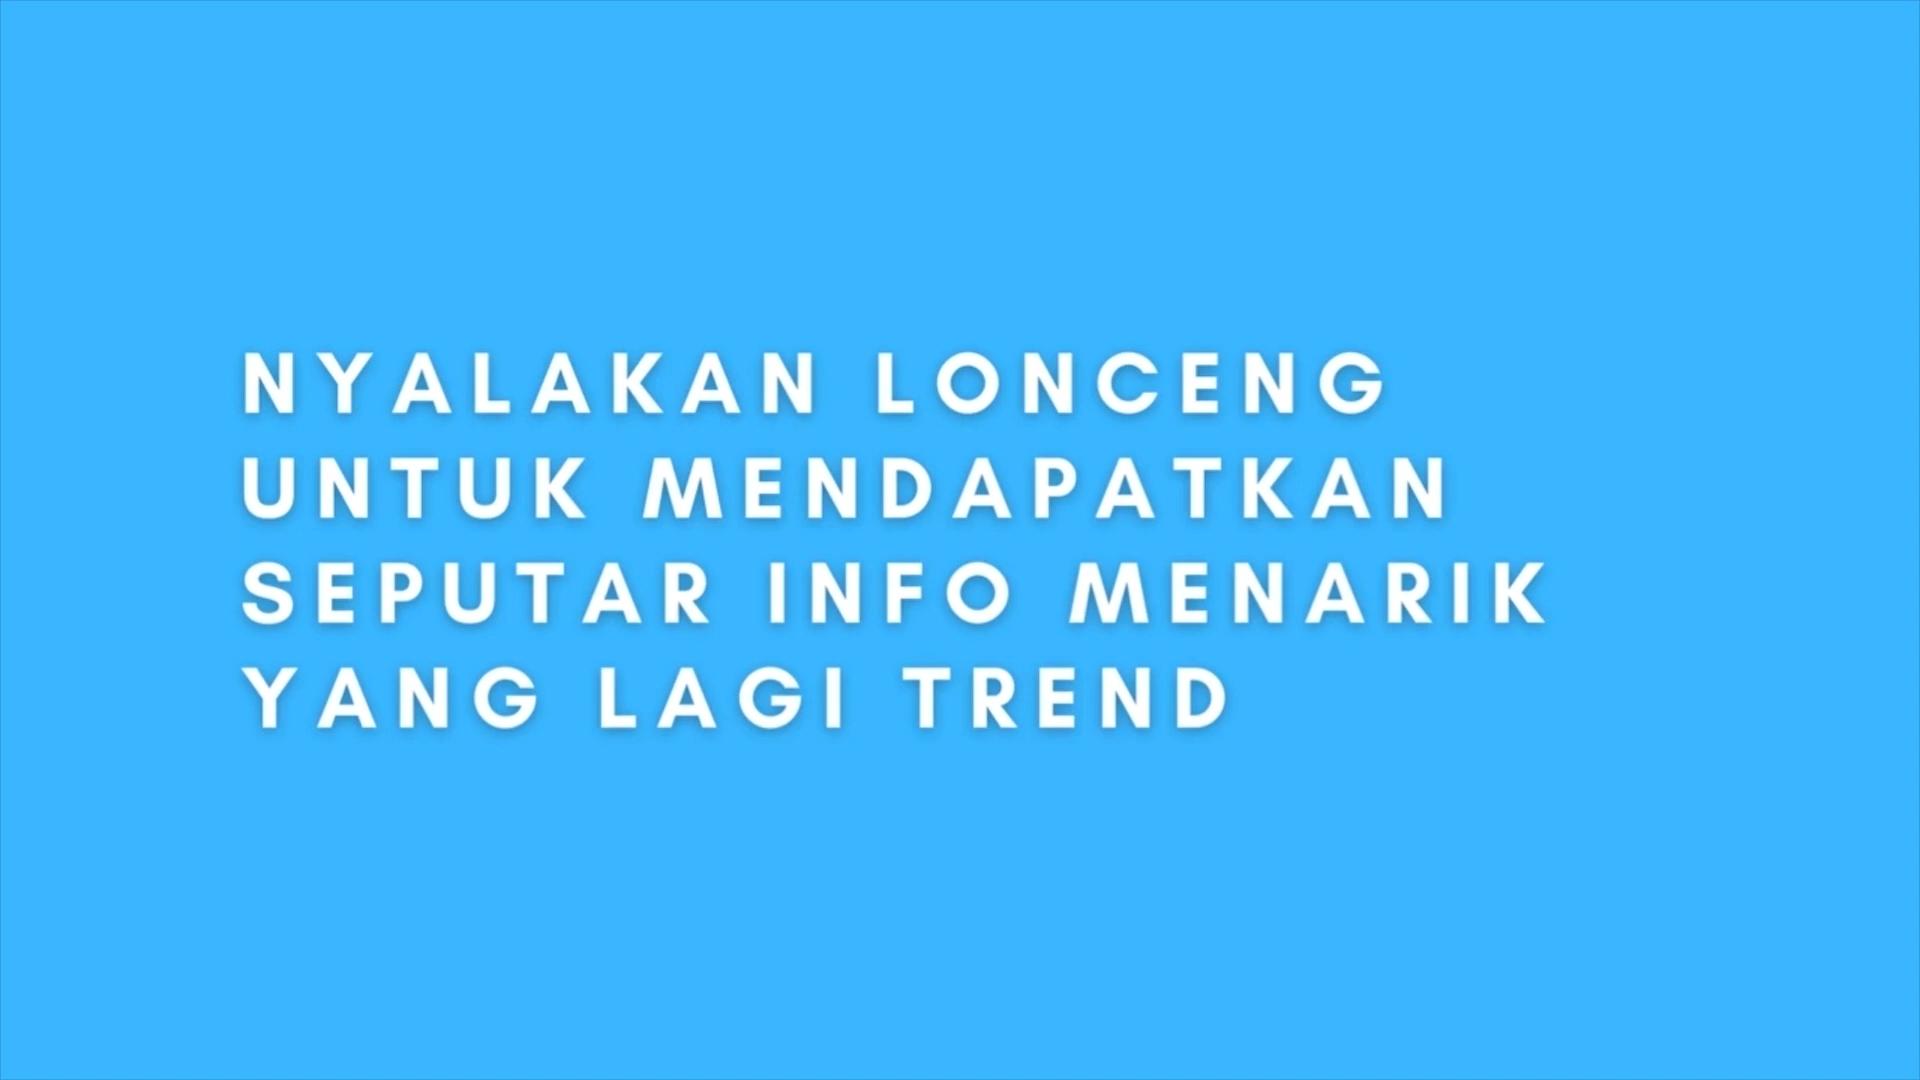 NYALAKAN LONCENG
UNTUK MENDAPATKAN
SEPUTAR INFO MENARIK
YANG LAGI TREND